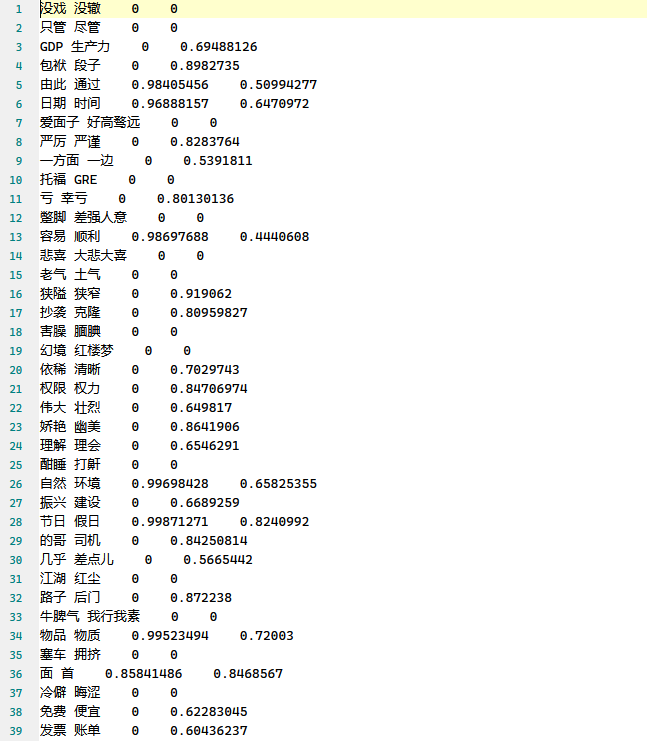 1 没戏 没辙 0 0
2 只管 尽管 0 0
3 GDP 生产力 0 0.69488126
4 包袱 段子 0 0.8982735
5 由此 通过 0.98405456 0.50994277
6 日期 时间 0.96888157 0.6470972
7 爱面子 好高骛远 0 0
8 严厉 严谨 0 0.8283764
9 一方面 一边 0 0.5391811
10 托福 GRE 0 0
11 亏 幸亏 0 0.80130136
12 蹩脚 差强人意 0 0
13 容易 顺利 0.98697688 0.4440608
14 悲喜 大悲大喜 0 0
15 老气 土气 0 0
16 狭隘 狭窄 0 0.919062
17 抄袭 克隆 0 0.80959827
18 害臊 腼腆 0 0
19 幻境 红楼梦 0 0
20 依稀 清晰 0 0.7029743
21 权限 权力 0 0.84706974
22 伟大 壮烈 0 0.649817
23 娇艳 幽美 0 0.8641906
24 理解 理会 0 0.6546291
25 酣睡 打鼾 0 0
26 自然 环境 0.99698428 0.65825355
27 振兴 建设 0 0.6689259
28 节日 假日 0.99871271 0.8240992
29 的哥 司机 0 0.84250814
30 几乎 差点儿 0 0.5665442
31 江湖 红尘 0 0
32 路子 后门 0 0.872238
33 牛脾气 我行我素 0 0
34 物品 物质 0.99523494 0.72003
35 塞车 拥挤 0 0
36 面 首 0.85841486 0.8468567
37 冷僻 晦涩 0 0
38 免费 便宜 0 0.62283045
39 发票 账单 0 0.60436237